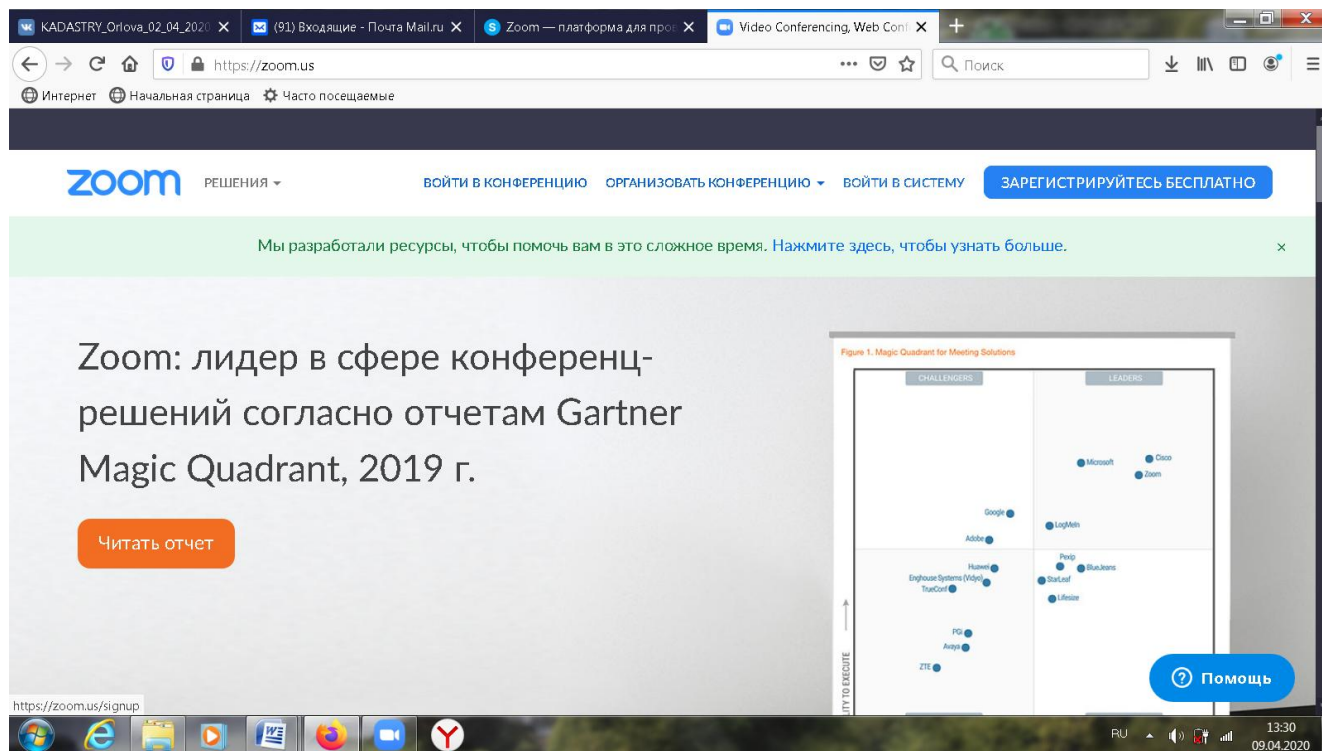 KADASTRY_Orlova_02_04_2020
(91) Входящие - Почта Mail.ru
Zoom — платформа для про
Video Conferencing, Web Conf
https://zoom.us
Поиск
Интернет
Начальная страница
Часто посещаемые
zoom
РЕШЕНИЯ
ВОЙТИ В КОНФЕРЕНЦИЮ
ОРГАНИЗОВАТЬ КОНФЕРЕНЦИЮ
ВОЙТИ В СИСТЕМУ
ЗАРЕГИСТРИРУЙТЕСЬ БЕСПЛАТНО
Мы разработали ресурсы, чтобы помочь вам в это сложное время. Нажмите здесь, чтобы узнать больше.
Zoom: лидер в сфере конференц-
решений согласно отчетам Gartner
Magic Quadrant, 2019 г.
Читать отчет
Figure 1. Magic Quadrant for Meeting Solutions
CHALLENGERS
LEADERS
Microsoft
Cisco
Zoom
Google
LogMeIn
Adobe
Pexip
Huawei
BlueJeans
Enghouse Systems (Vidyo)
StarLeaf
TrueConf
Lifesize
PGi
Avaya
ZTE
LITY TO EXECUTE
Помощь
https://zoom.us/signup
RU
13:30
09.04.2020